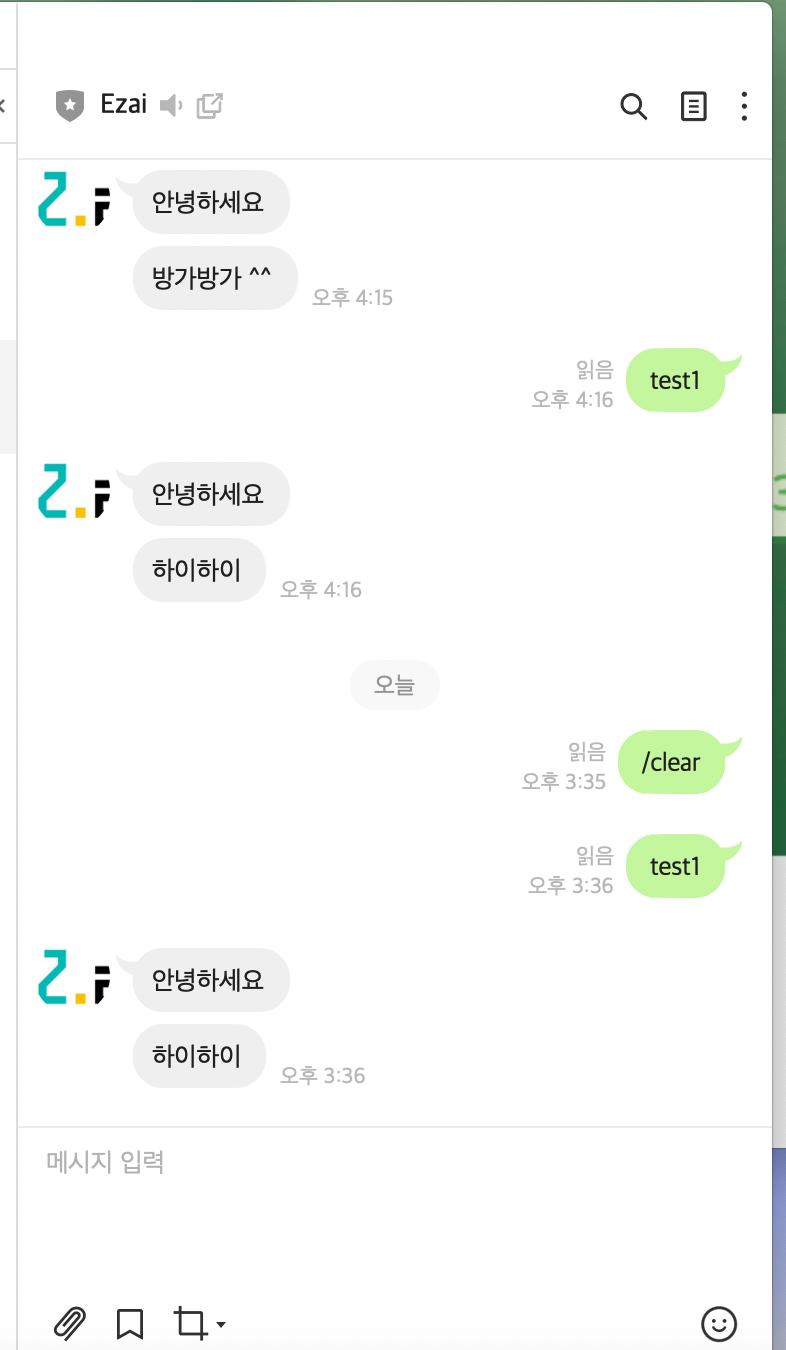 Ezai
안녕하세요
방가방가 ^^
오후 4:15
읽음
오후 4:16
test1
안녕하세요
하이하이
오후 4:16
오늘
읽음
오후 3:35
/clear
읽음
오후 3:36
test1
안녕하세요
하이하이
오후 3:36
메시지 입력